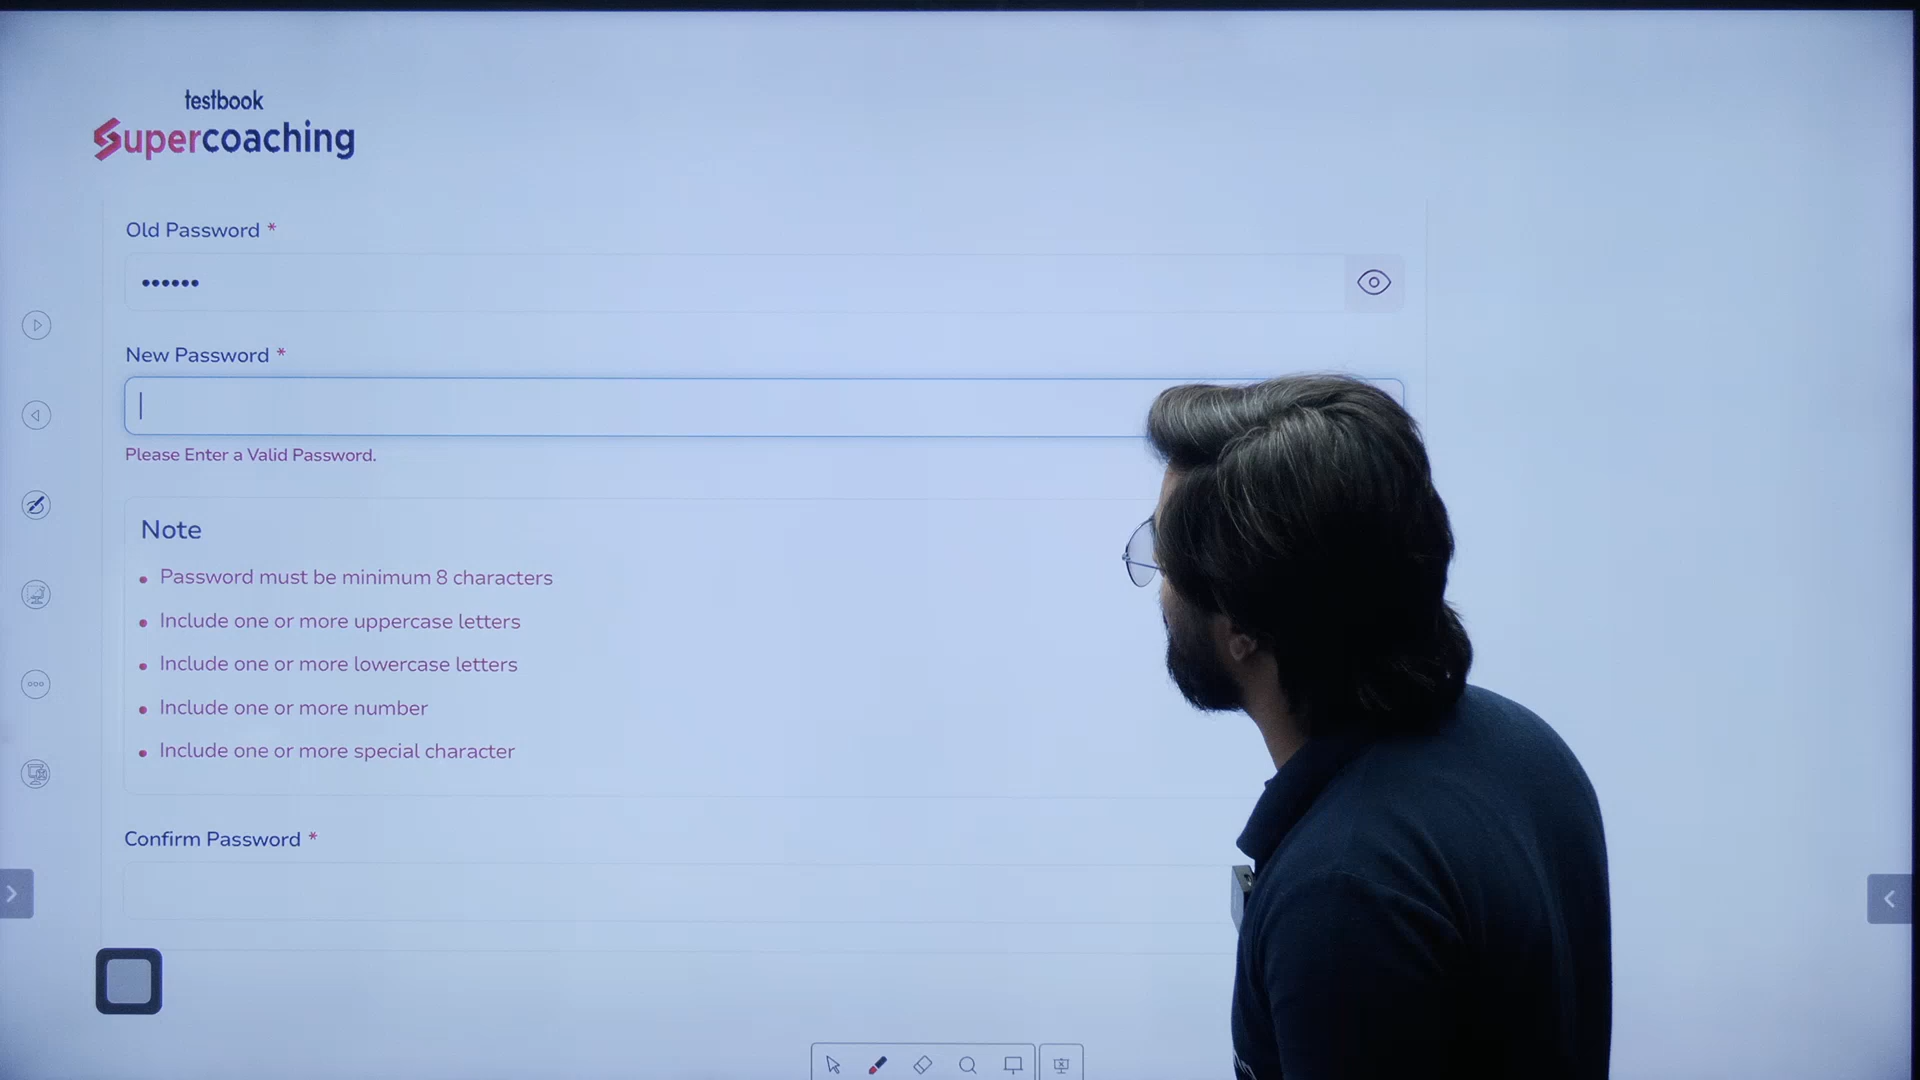 testbook
Supercoaching
Old Password *
New Password *
Please Enter a Valid Password.
Note
• Password must be minimum 8 characters
• Include one or more uppercase letters
• Include one or more lowercase letters
• Include one or more number
• Include one or more special character
Confirm Password *